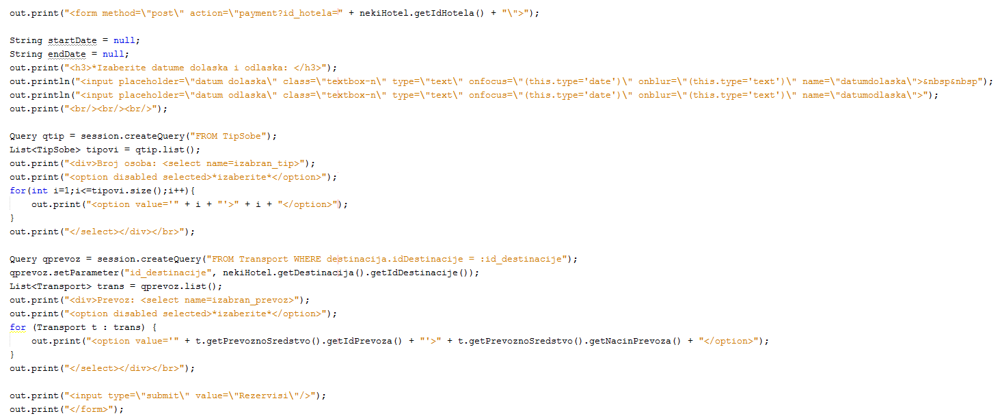 out.print("<form method=\"post\" action=\"payment?id_hotela=" + nekiHotel.getIdHotela() + "\">");
String startDate = null;
String endDate = null;
out.print("<h3>*Izaberite datume dolaska i odlaska: </h3>");
out.println("<input placeholder=\"datum dolaska\" class=\"textbox-n\" type=\"text\" onfocus=\"(this.type='date')\" onblur=\"(this.type='text')\" name=\"datumdolaska\">&nbsp&nbsp");
out.println("<input placeholder=\"datum odlaska\" class=\"textbox-n\" type=\"text\" onfocus=\"(this.type='date')\" onblur=\"(this.type='text')\" name=\"datumodlaska\">");
out.print("<br/><br/><br/>");
Query qtip = session.createQuery("FROM TipSobe");
List<TipSobe> tipovi = qtip.list();
out.print("<div>Broj osoba: <select name=izabran_tip>");
out.print("<option disabled selected>*izaberite*</option>");
for(int i=1;i<=tipovi.size();i++){
    out.print("<option value='" + i + "'>" + i + "</option>");
}
out.print("</select></div></br>");
Query qprevoz = session.createQuery("FROM Transport WHERE destinacija.idDestinacije = :id_destinacije");
qprevoz.setParameter("id_destinacije", nekiHotel.getDestinacija().getIdDestinacije());
List<Transport> trans = qprevoz.list();
out.print("<div>Prevoz: <select name=izabran_prevoz>");
out.print("<option disabled selected>*izaberite*</option>");
for (Transport t : trans) {
    out.print("<option value='" + t.getPrevoznoSredstvo().getIdPrevoza() + "'>" + t.getPrevoznoSredstvo().getNacinPrevoza() + "</option>");
}
out.print("</select></div></br>");
out.print("<input type=\"submit\" value=\"Rezervisi\"/>");
out.print("</form>");